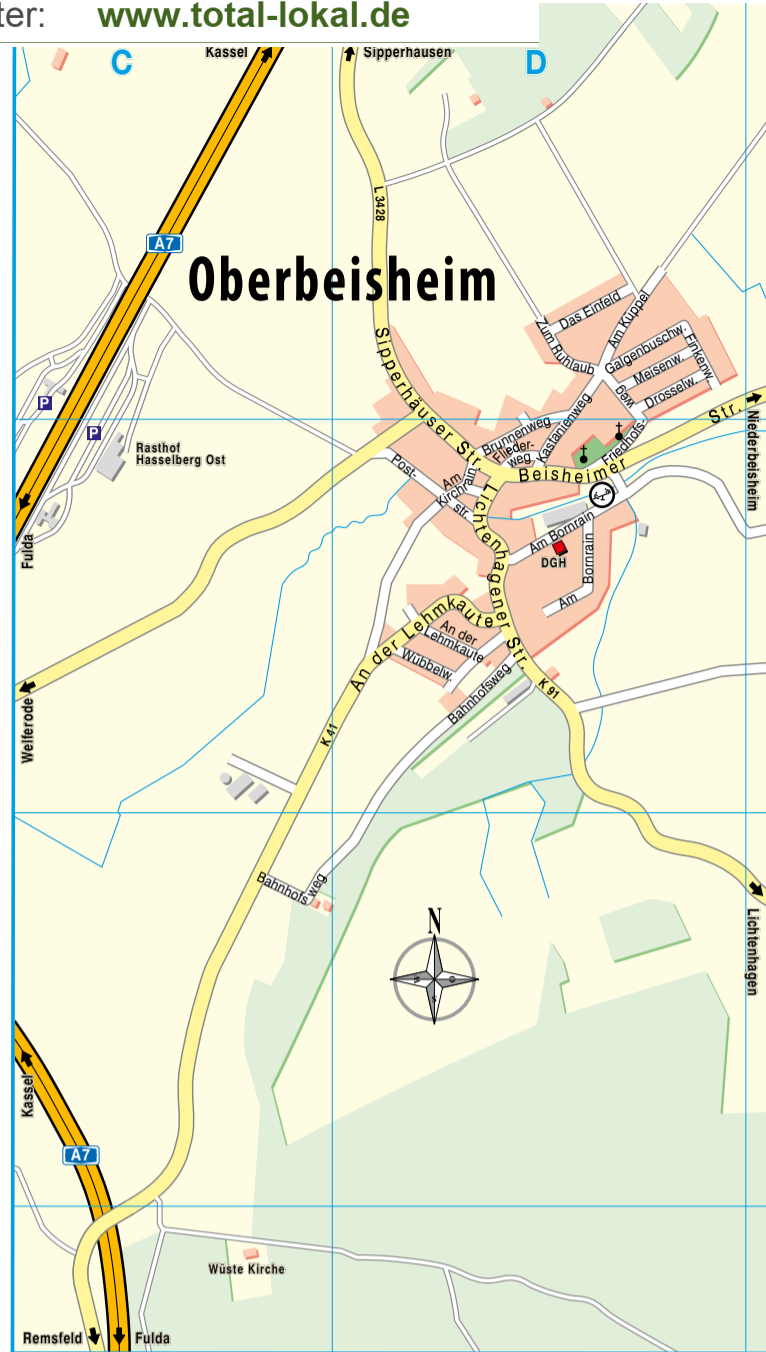 ter: www.total-lokal.de
C
Kassel
Sipperhausen
D
L 3428
A7
Oberbeisheim
Das Einfeld
Am Kuppel
Zum Ruhlaub
Galgenbuschw.
Finkenw.
Meisenw.
Drosselw.
Friedhofs-
weg
Sipperhäuser Str.
P
P
Rasthof
Hasselberg Ost
Brunnenweg
Flieder-
weg
Kastanienweg
Beisheimer Str.
Niederbeisheim
Post-
str.
Am
Kirchrain
Lichtenhagener Str.
Am Bornrain
DGH
Am Bornrain
Fulda
An der Lehmkauter
An der
Lehmkaute
Wübbelw.
Bahnhofsweg
K 91
K 41
Welferode
Bahnhofsweg
Lichtenhagen
N
W
O
S
Kassel
A7
Wüste Kirche
Remsfeld
Fulda